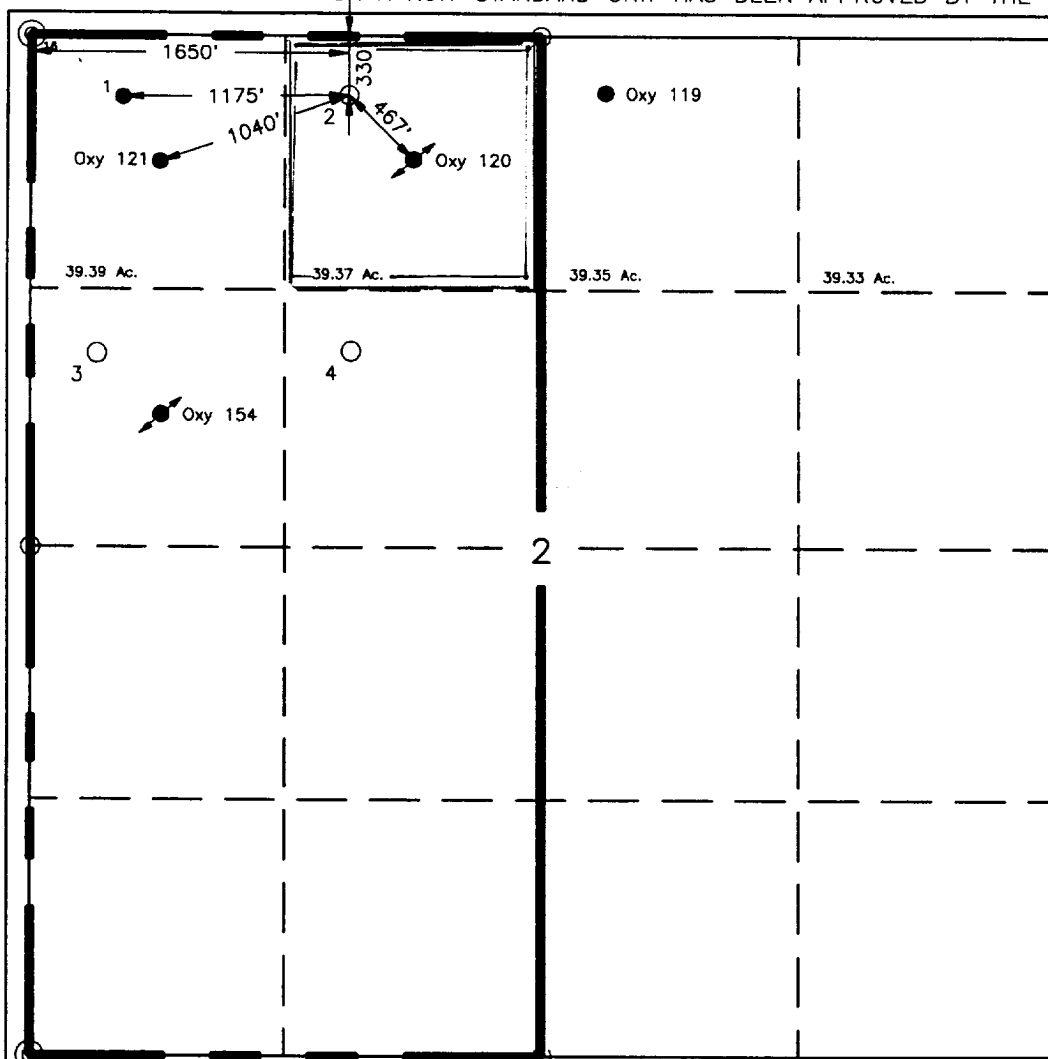 NON-STANDARD UNIT HAS BEEN APPROVED BY THE
1650'
330'
1
1175'
2
467'
1040'
Oxy 121
Oxy 120
Oxy 119
39.39 Ac.
39.37 Ac.
39.35 Ac.
39.33 Ac.
3
4
Oxy 154
2